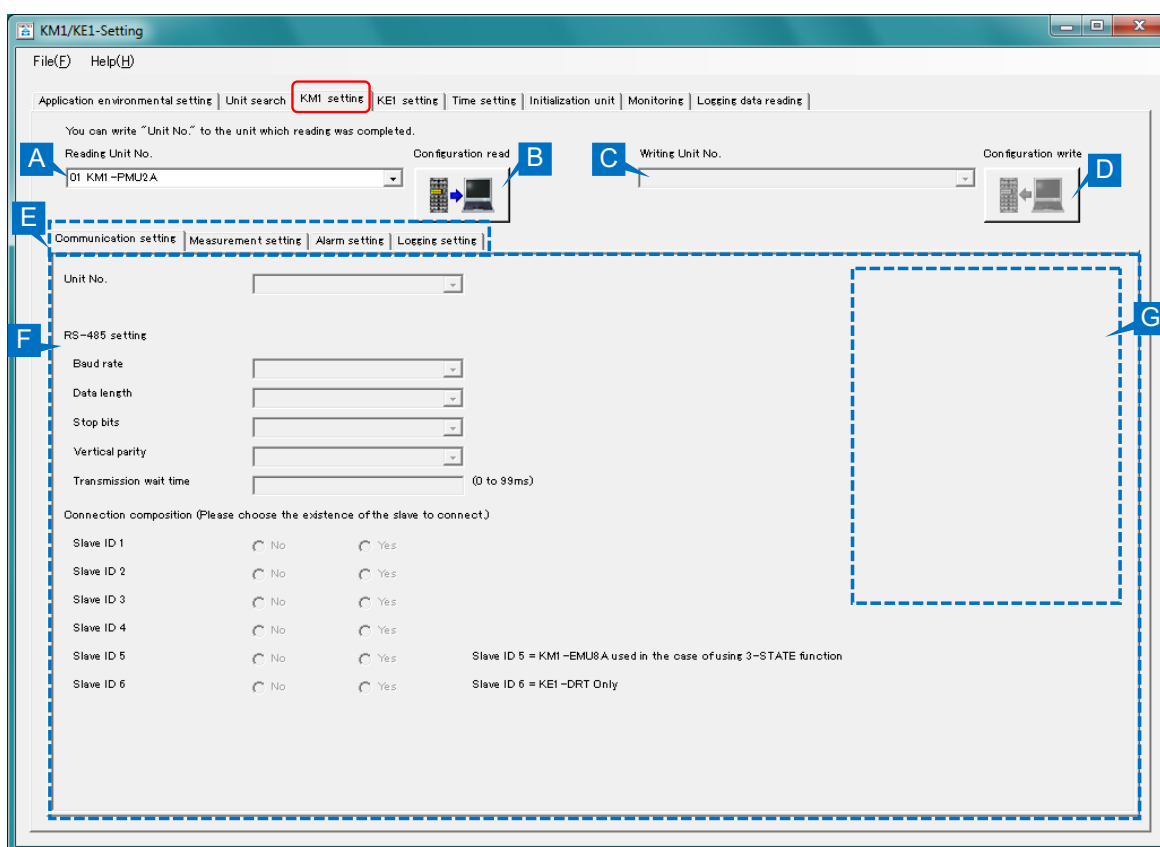 KM1/KE1-Setting
File(F) Help(H)
Application environmental setting Unit search KM1 setting KE1 setting Time setting Initialization unit Monitoring Logging data reading
You can write "Unit No." to the unit which reading was completed.
Reading Unit No. Configuration read Writing Unit No. Configuration write
A B C D
01 KM1-PMU2A
E
Communication setting Measurement setting Alarm setting Logging setting
Unit No.
G
F
RS-485 setting
Baud rate
Data length
Stop bits
Vertical parity
Transmission wait time (0 to 99ms)
Connection composition (Please choose the existence of the slave to connect.)
Slave ID 1 No Yes
Slave ID 2 No Yes
Slave ID 3 No Yes
Slave ID 4 No Yes
Slave ID 5 No Yes Slave ID 5 = KM1-EMU8A used in the case of using 3-STATE function
Slave ID 6 No Yes Slave ID 6 = KE1-DRT Only